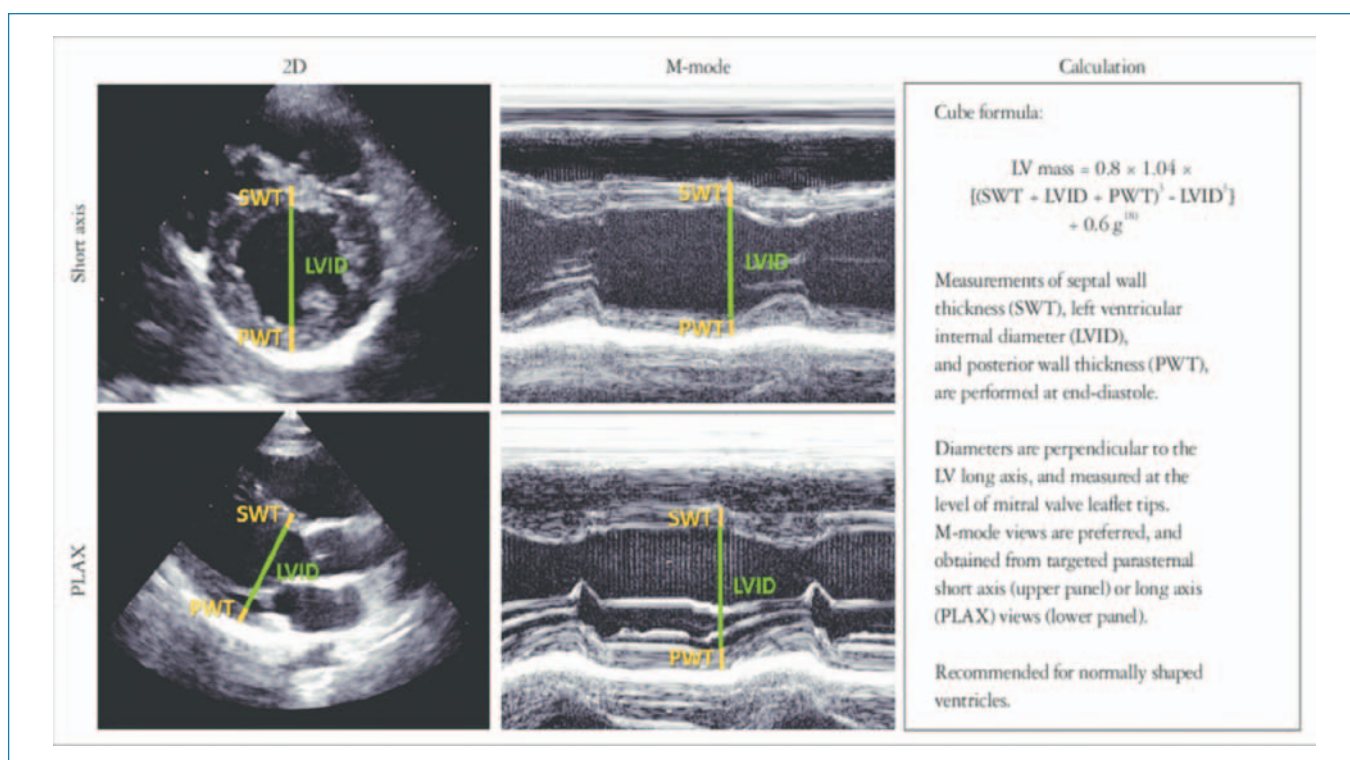 2D
M-mode
Calculation
Short axis
SWT
LVID
PWT
SWT
LVID
PWT
Cube formula:
LV mass = 0.8 × 1.04 ×
[(SWT + LVID + PWT)³ - LVID³]
+ 0.6 g
Measurements of septal wall
thickness (SWT), left ventricular
internal diameter (LVID),
and posterior wall thickness (PWT),
are performed at end-diastole.
Diameters are perpendicular to the
LV long axis, and measured at the
level of mitral valve leaflet tips.
M-mode views are preferred, and
obtained from targeted parasternal
short axis (upper panel) or long axis
(PLAX) views (lower panel).
Recommended for normally shaped
ventricles.
PLAX
SWT
LVID
PWT
SWT
LVID
PWT